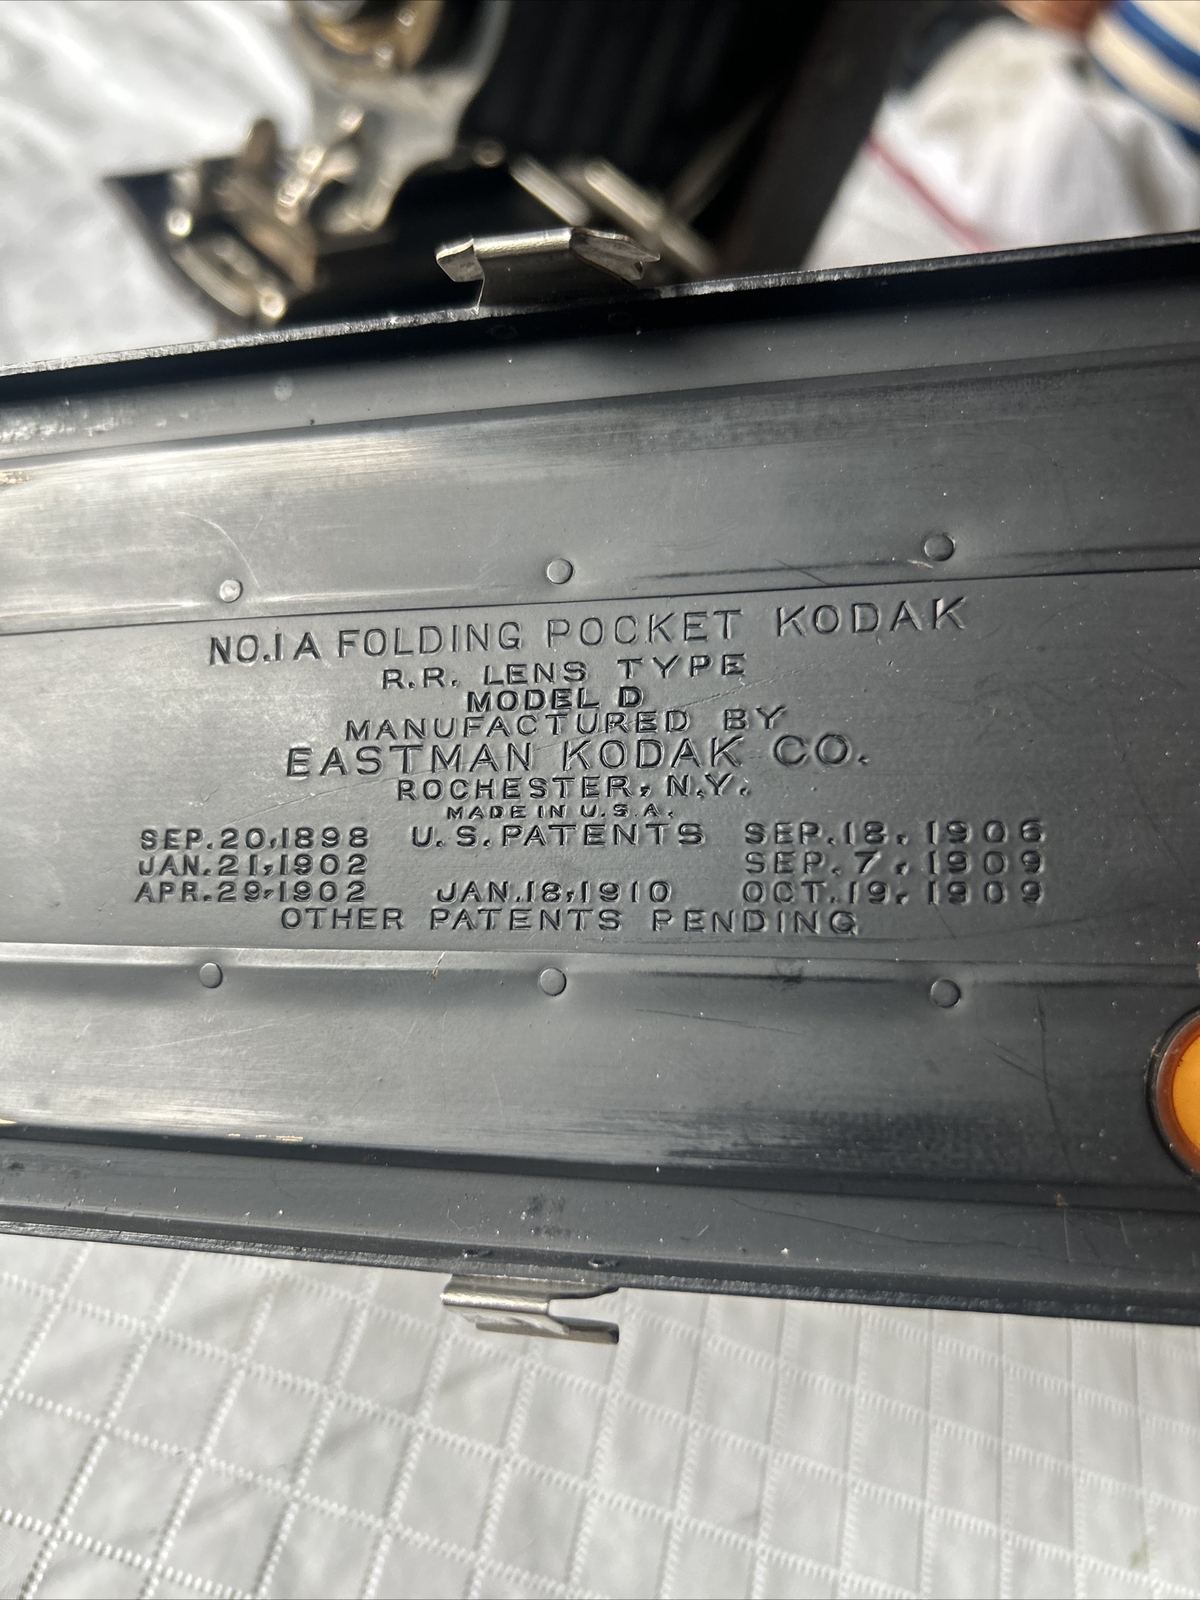 NO.1A FOLDING POCKET KODAK
R.R. LENS TYPE
MODEL D
MANUFACTURED BY
EASTMAN KODAK CO.
ROCHESTER, N.Y.
MADE IN U.S.A.
SEP.20,1898 U.S.PATENTS SEP.18,1906
JAN.21,1902 SEP.7,1909
APR.29,1902 JAN.18,1910 OCT.19,1909
OTHER PATENTS PENDING